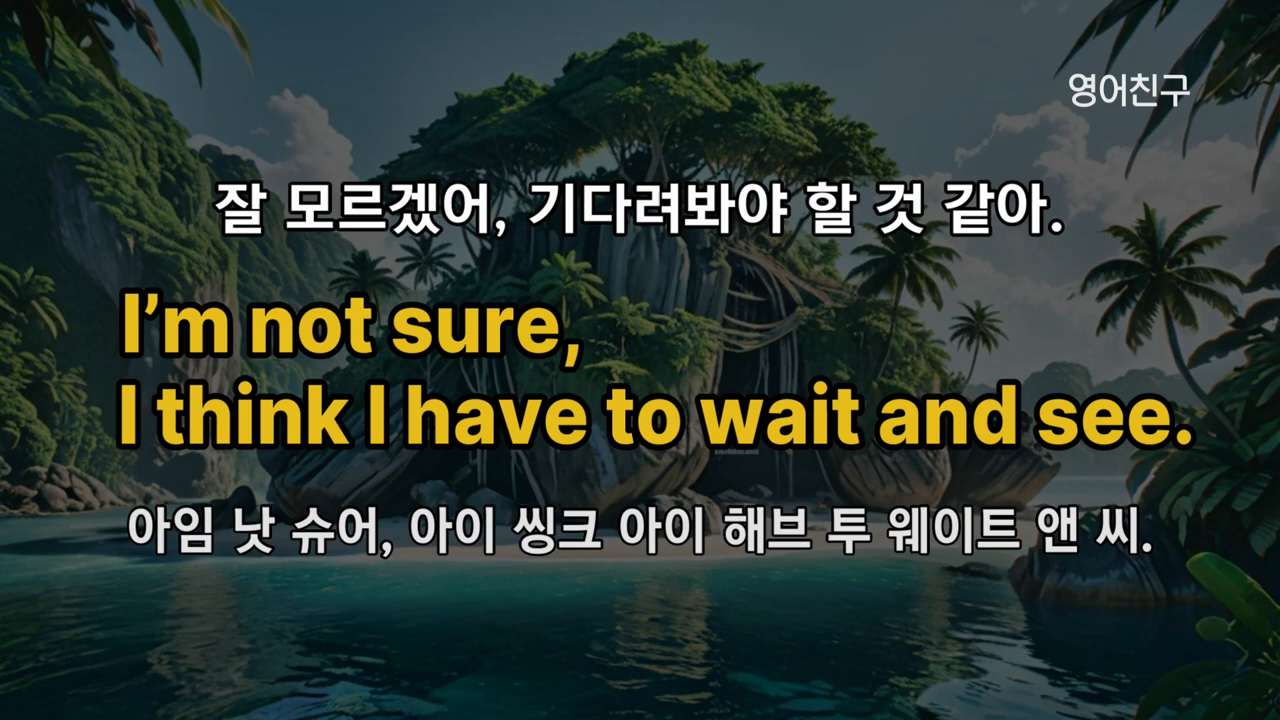 영어친구
잘 모르겠어, 기다려봐야 할 것 같아.
I’m not sure,
I think I have to wait and see.
아임 낫 슈어, 아이 씽크 아이 해브 투 웨이트 앤 씨.